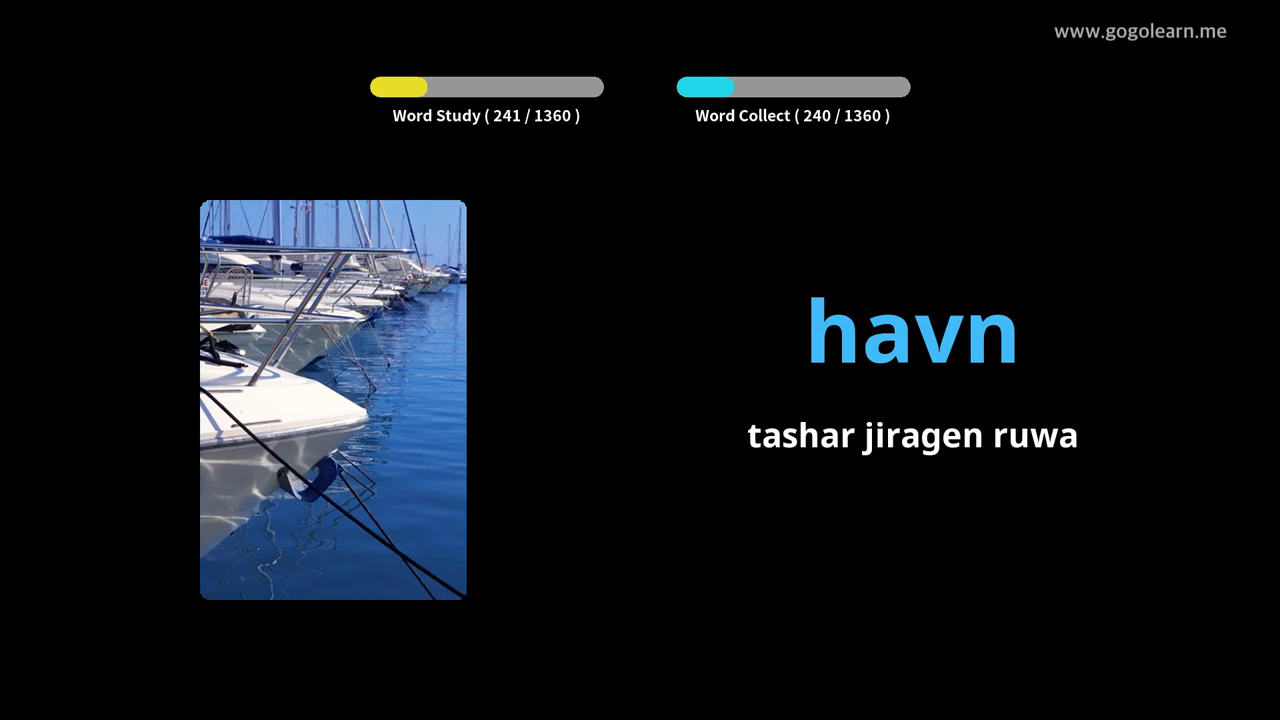 www.gogolearn.me
Word Study ( 241 / 1360 )
Word Collect ( 240 / 1360 )
havn
tashar jiragen ruwa